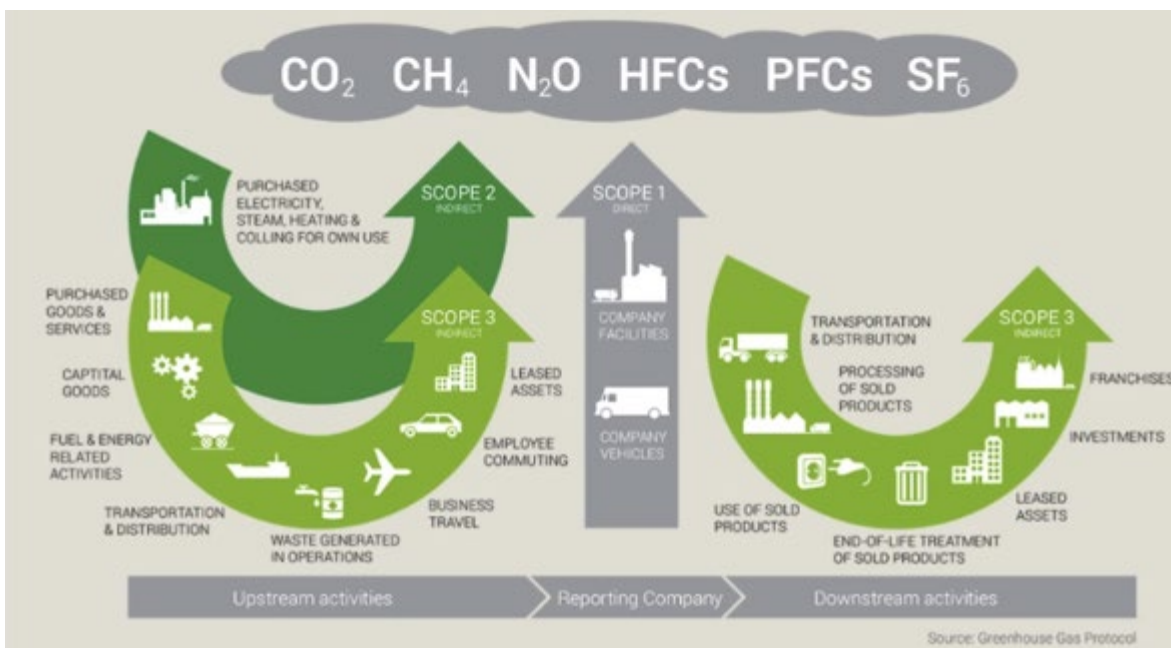 CO₂ CH₄ N₂O HFCs PFCs SF₆
PURCHASED
ELECTRICITY,
STEAM, HEATING &
COLLING FOR OWN USE
SCOPE 2
INDIRECT
PURCHASED
GOODS &
SERVICES
CAPTITAL
GOODS
FUEL & ENERGY
RELATED
ACTIVITIES
TRANSPORTATION
& DISTRIBUTION
WASTE GENERATED
IN OPERATIONS
BUSINESS
TRAVEL
EMPLOYEE
COMMUTING
LEASED
ASSETS
SCOPE 3
INDIRECT
SCOPE 1
DIRECT
COMPANY
FACILITIES
COMPANY
VEHICLES
TRANSPORTATION
& DISTRIBUTION
PROCESSING
OF SOLD
PRODUCTS
USE OF SOLD
PRODUCTS
END-OF-LIFE TREATMENT
OF SOLD PRODUCTS
LEASED
ASSETS
INVESTMENTS
FRANCHISES
SCOPE 3
INDIRECT
Upstream activities
Reporting Company
Downstream activities
Source: Greenhouse Gas Protocol